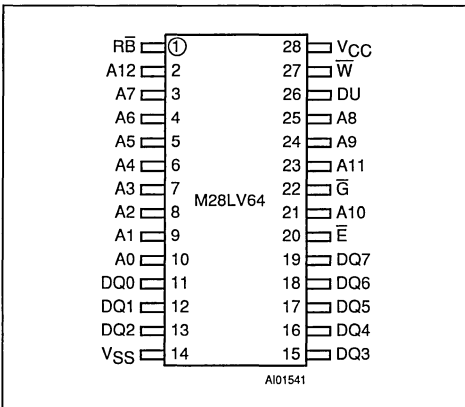 RB̅ 1 28 VCC
A12 2 27 W̅
A7 3 26 DU
A6 4 25 A8
A5 5 24 A9
A4 6 23 A11
A3 7 22 G̅
M28LV64
A2 8 21 A10
A1 9 20 E̅
A0 10 19 DQ7
DQ0 11 18 DQ6
DQ1 12 17 DQ5
DQ2 13 16 DQ4
VSS 14 15 DQ3
AI01541